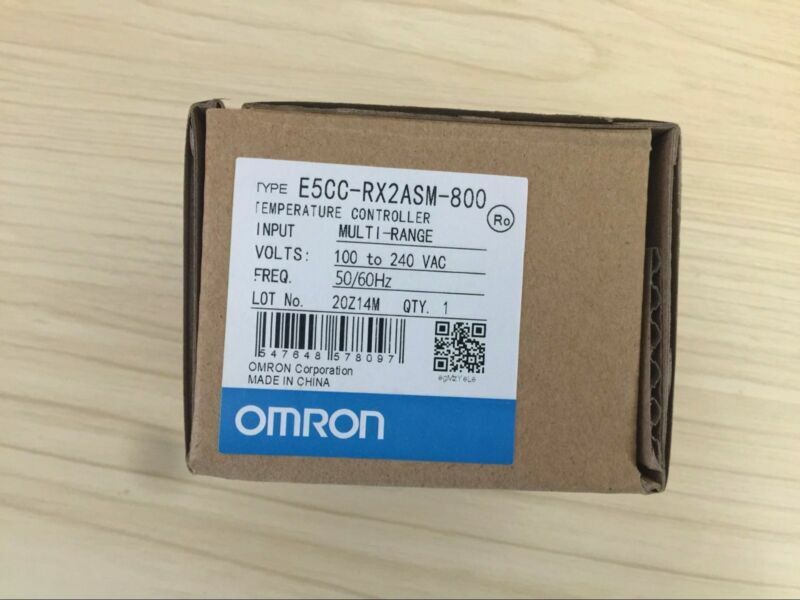 TYPE E5CC-RX2ASM-800
TEMPERATURE CONTROLLER
Ro
INPUT MULTI-RANGE
VOLTS: 100 to 240 VAC
FREQ. 50/60Hz
LOT No. 20Z14M QTY. 1
547648 578097
OMRON Corporation
MADE IN CHINA
OMRON